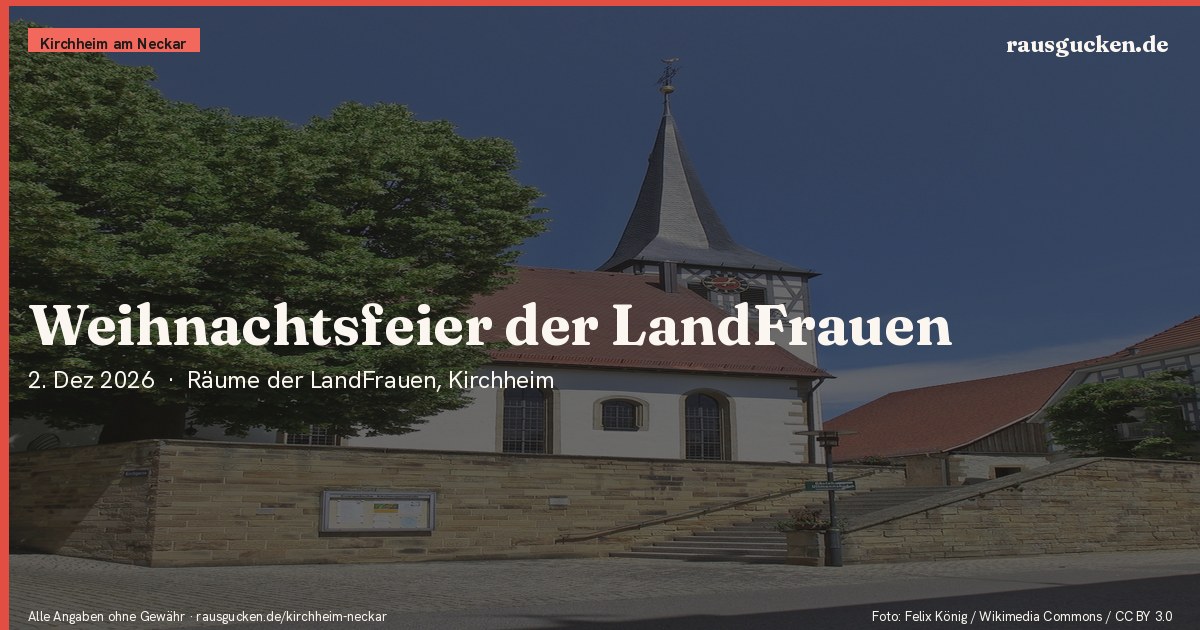 Kirchheim am Neckar
rausgucken.de
Weihnachtsfeier der LandFrauen
2. Dez 2026 · Räume der LandFrauen, Kirchheim
Alle Angaben ohne Gewähr · rausgucken.de/kirchheim-neckar
Foto: Felix König / Wikimedia Commons / CC BY 3.0